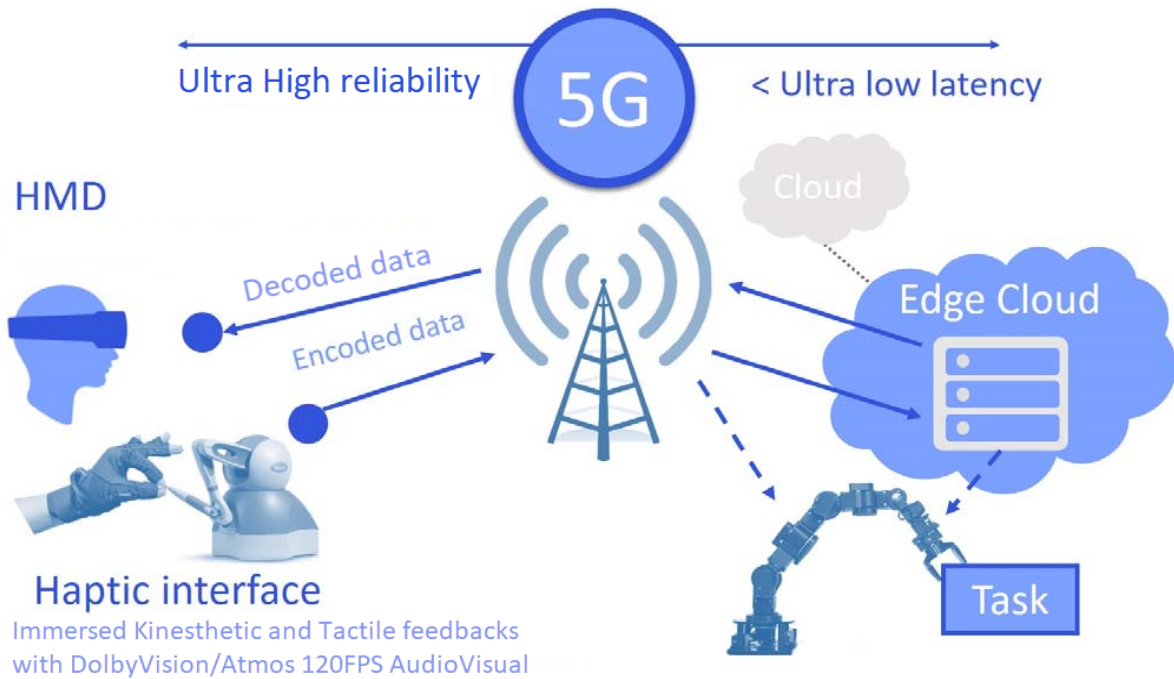 5G
Ultra High reliability
< Ultra low latency
Cloud
HMD
Decoded data
Edge Cloud
Encoded data
Haptic interface
Task
Immersed Kinesthetic and Tactile feedbacks
with DolbyVision/Atmos 120FPS AudioVisual